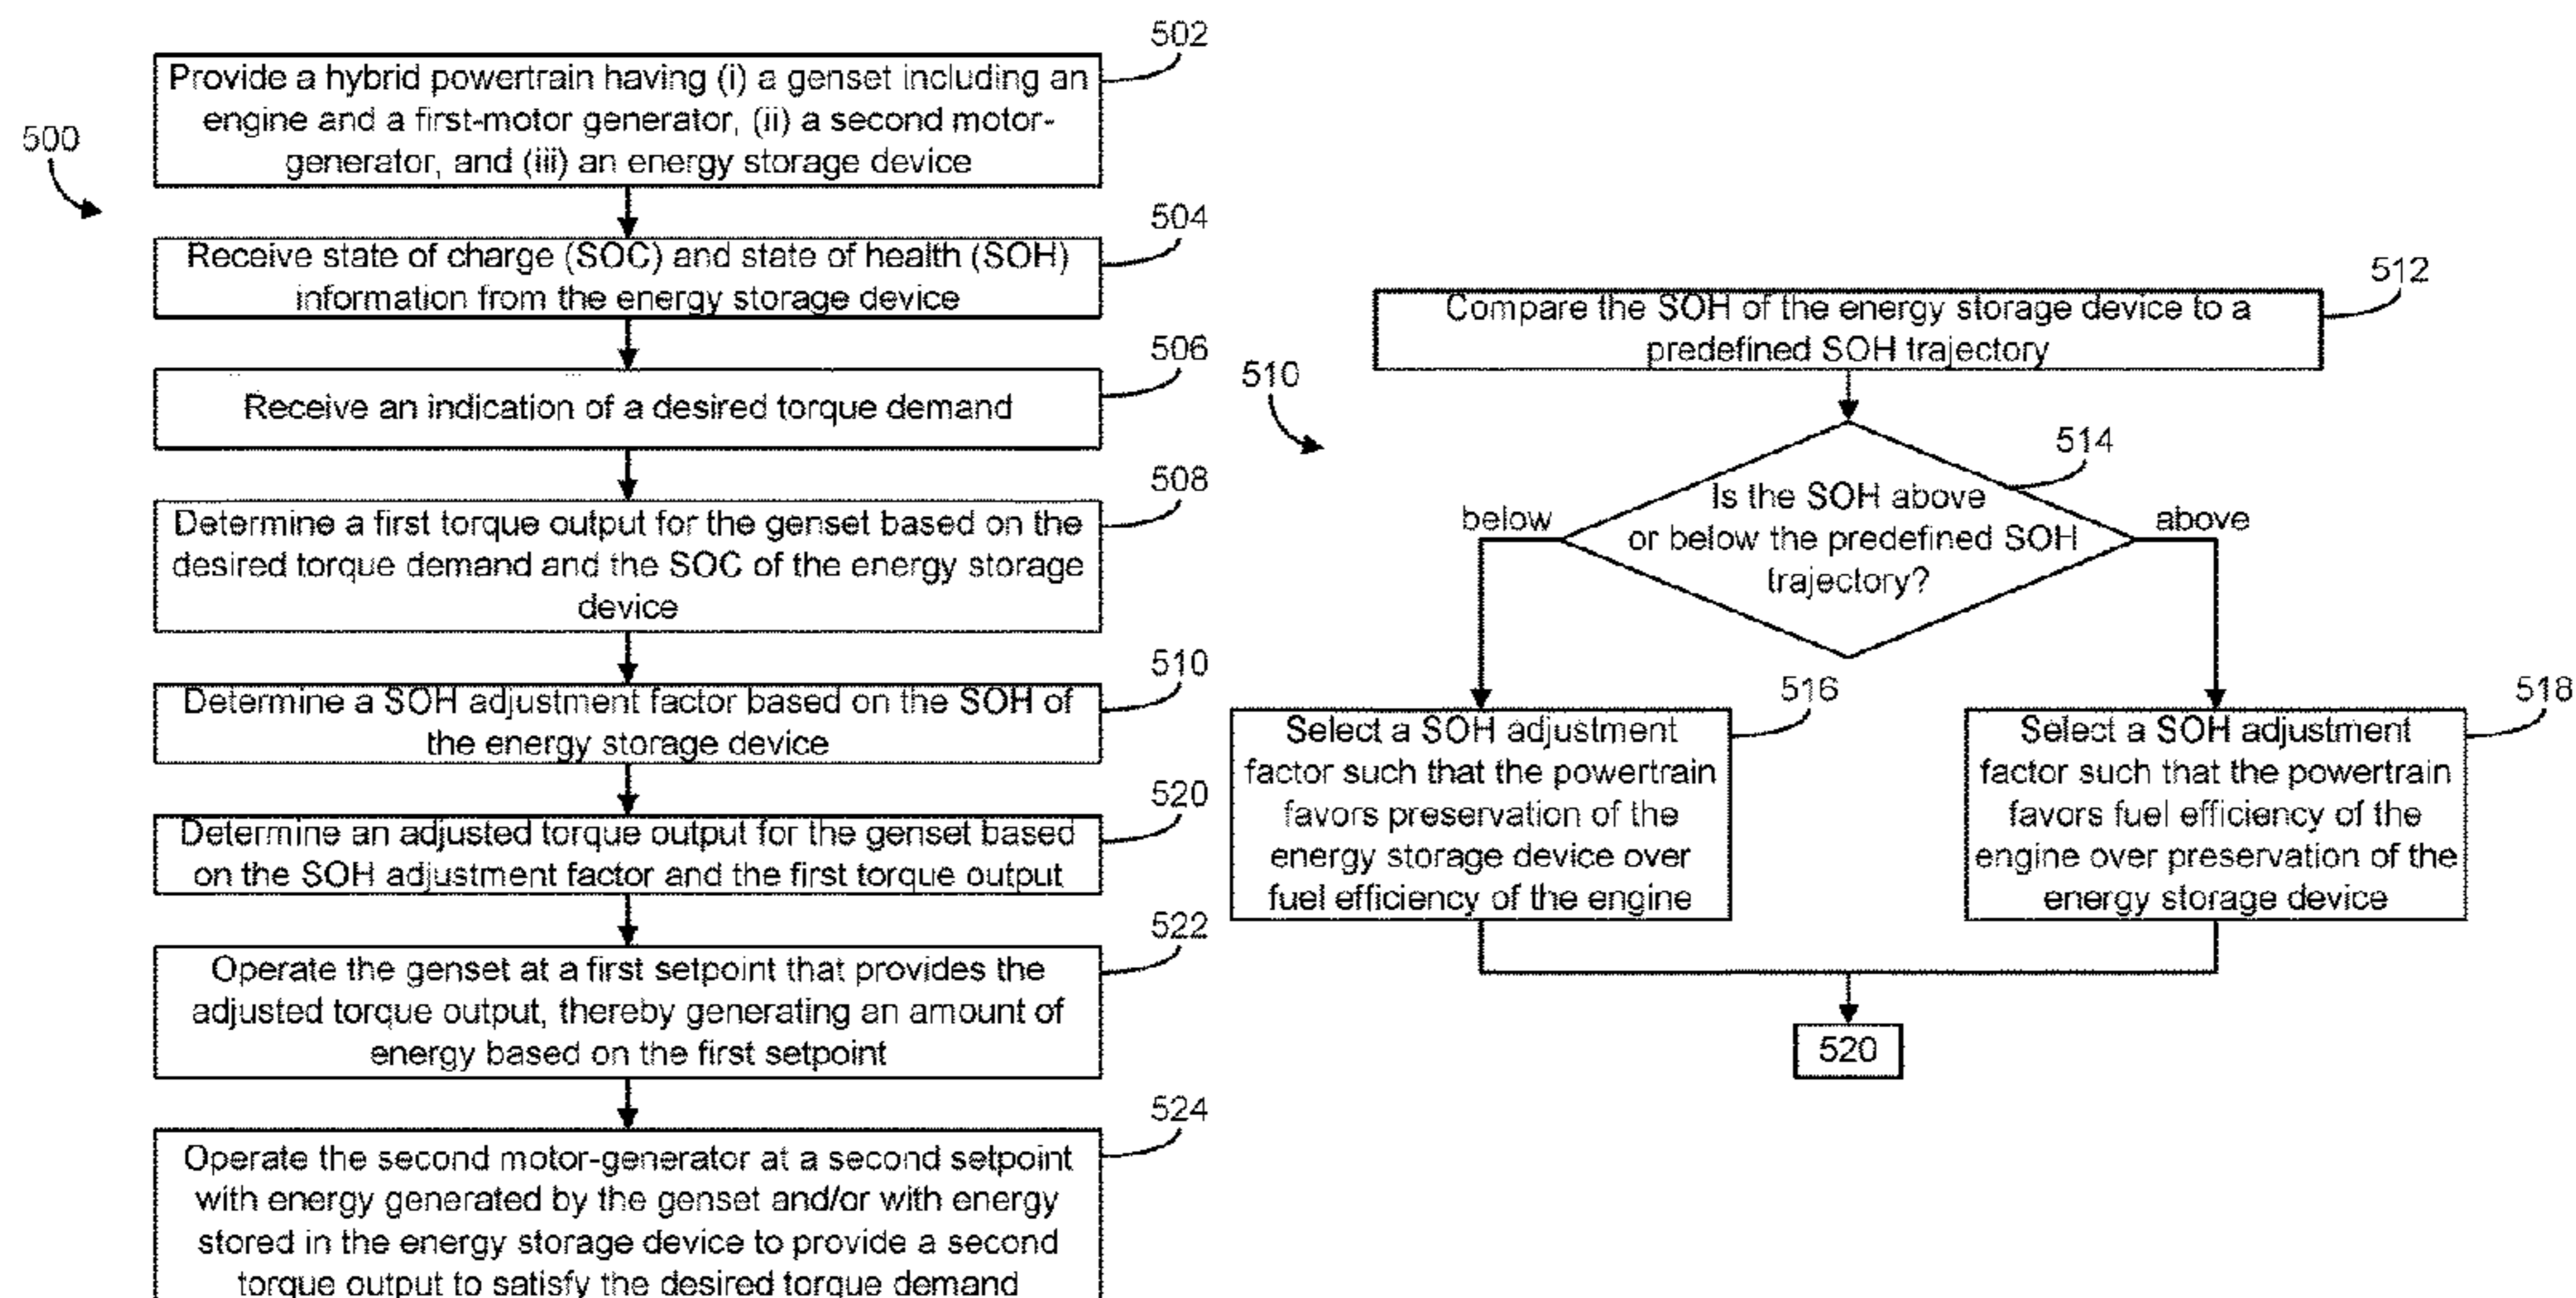 500
502
Provide a hybrid powertrain having (i) a genset including an
engine and a first-motor generator, (ii) a second motor-
generator, and (iii) an energy storage device
504
Receive state of charge (SOC) and state of health (SOH)
information from the energy storage device
506
Receive an indication of a desired torque demand
508
Determine a first torque output for the genset based on the
desired torque demand and the SOC of the energy storage
device
510
Determine a SOH adjustment factor based on the SOH of
the energy storage device
520
Determine an adjusted torque output for the genset based
on the SOH adjustment factor and the first torque output
522
Operate the genset at a first setpoint that provides the
adjusted torque output, thereby generating an amount of
energy based on the first setpoint
524
Operate the second motor-generator at a second setpoint
with energy generated by the genset and/or with energy
stored in the energy storage device to provide a second
torque output to satisfy the desired torque demand
510
512
Compare the SOH of the energy storage device to a
predefined SOH trajectory
514
Is the SOH above
or below the predefined SOH
trajectory?
below
above
516
Select a SOH adjustment
factor such that the powertrain
favors preservation of the
energy storage device over
fuel efficiency of the engine
518
Select a SOH adjustment
factor such that the powertrain
favors fuel efficiency of the
engine over preservation of the
energy storage device
520